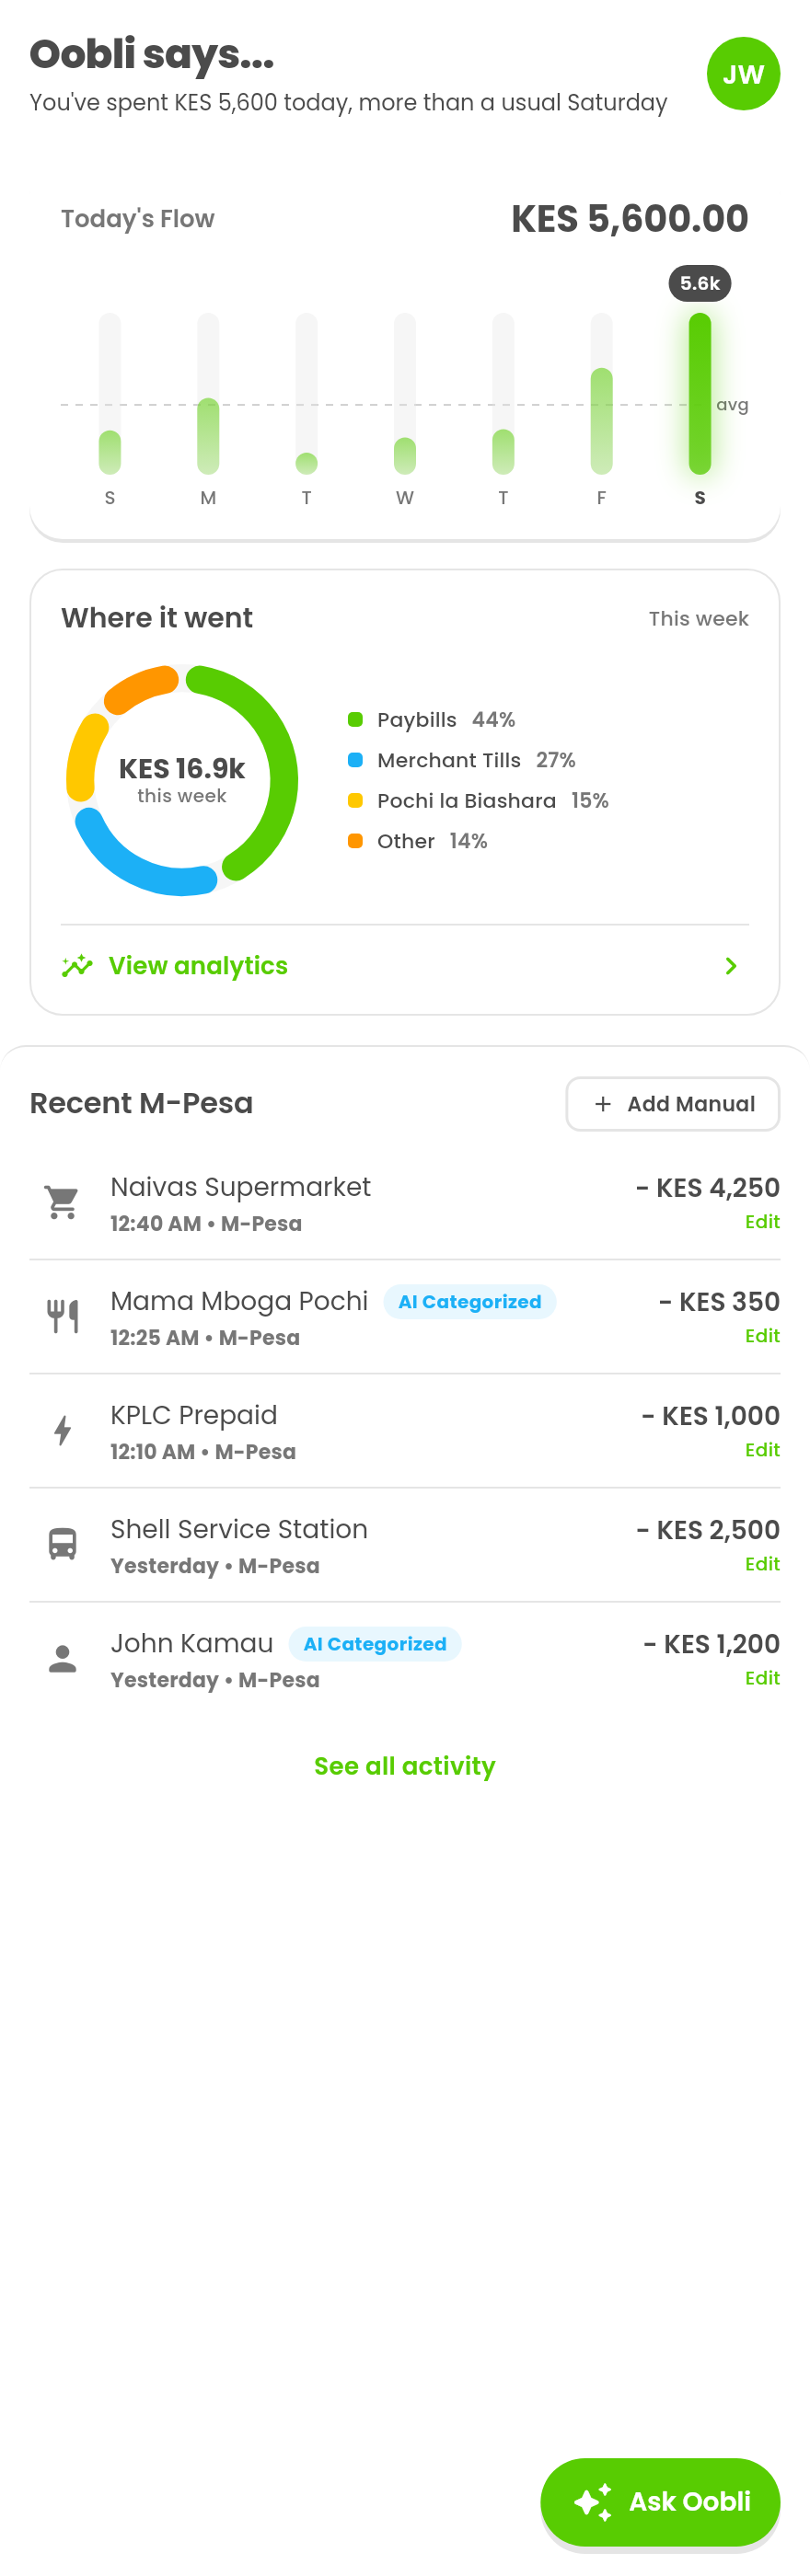 Oobli says...
You've spent KES 5,600 today, more than a usual Saturday
JW
Today's Flow
KES 5,600.00
5.6k
avg
S M T W T F S
Where it went
This week
KES 16.9k
this week
Paybills 44%
Merchant Tills 27%
Pochi la Biashara 15%
Other 14%
View analytics
Recent M-Pesa
+ Add Manual
Naivas Supermarket
- KES 4,250
12:40 AM • M-Pesa
Edit
Mama Mboga Pochi AI Categorized
- KES 350
12:25 AM • M-Pesa
Edit
KPLC Prepaid
- KES 1,000
12:10 AM • M-Pesa
Edit
Shell Service Station
- KES 2,500
Yesterday • M-Pesa
Edit
John Kamau AI Categorized
- KES 1,200
Yesterday • M-Pesa
Edit
See all activity
Ask Oobli